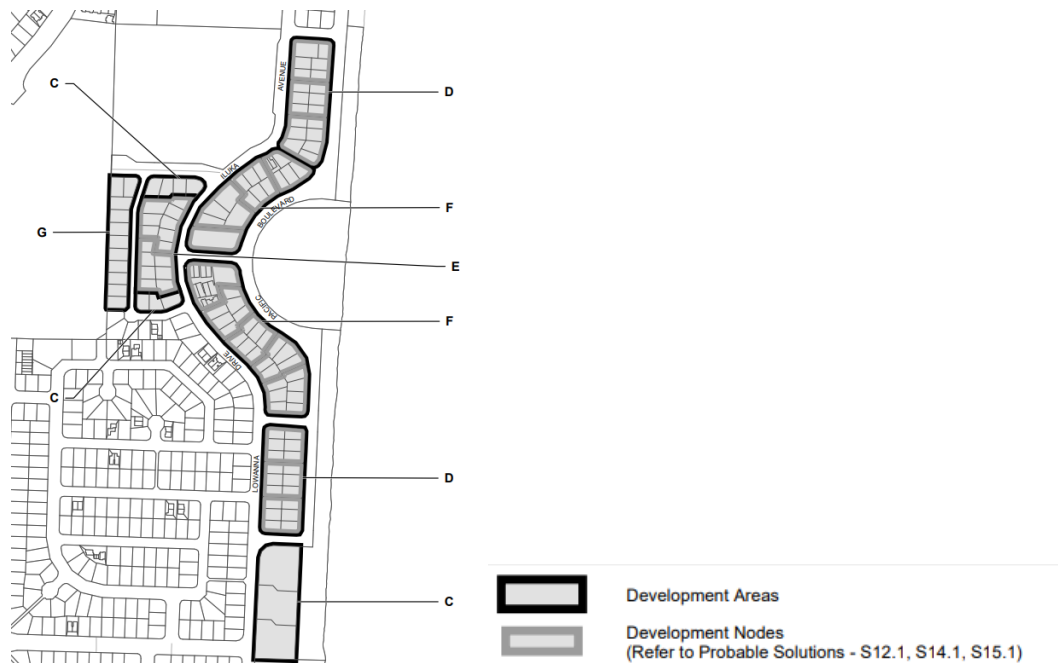 C
AVENUE
D
ILUKA
BOULEVARD
F
G
E
PACIFIC
F
DRIVE
C
LOWANNA
D
C
Development Areas
Development Nodes
(Refer to Probable Solutions - S12.1, S14.1, S15.1)